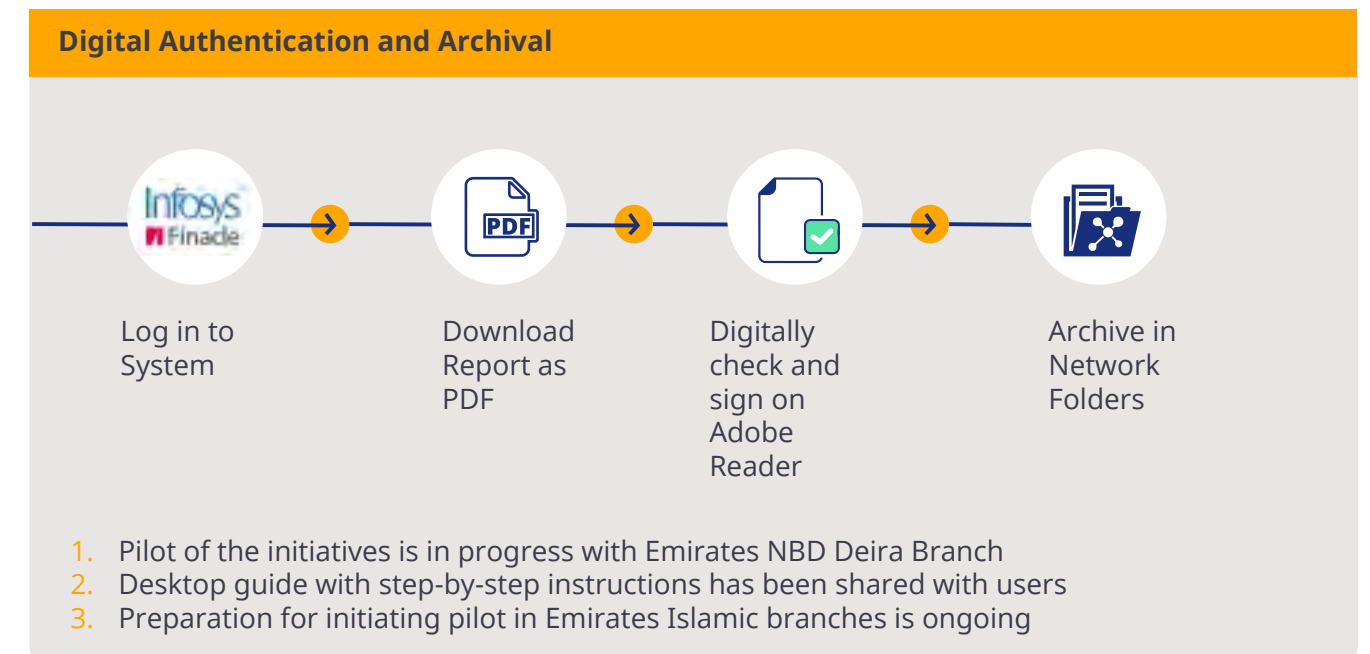 Digital Authentication and Archival
Infosys
Finacle
PDF
Log in to
System
Download
Report as
PDF
Digitally
check and
sign on
Adobe
Reader
Archive in
Network
Folders
1. Pilot of the initiatives is in progress with Emirates NBD Deira Branch
2. Desktop guide with step-by-step instructions has been shared with users
3. Preparation for initiating pilot in Emirates Islamic branches is ongoing